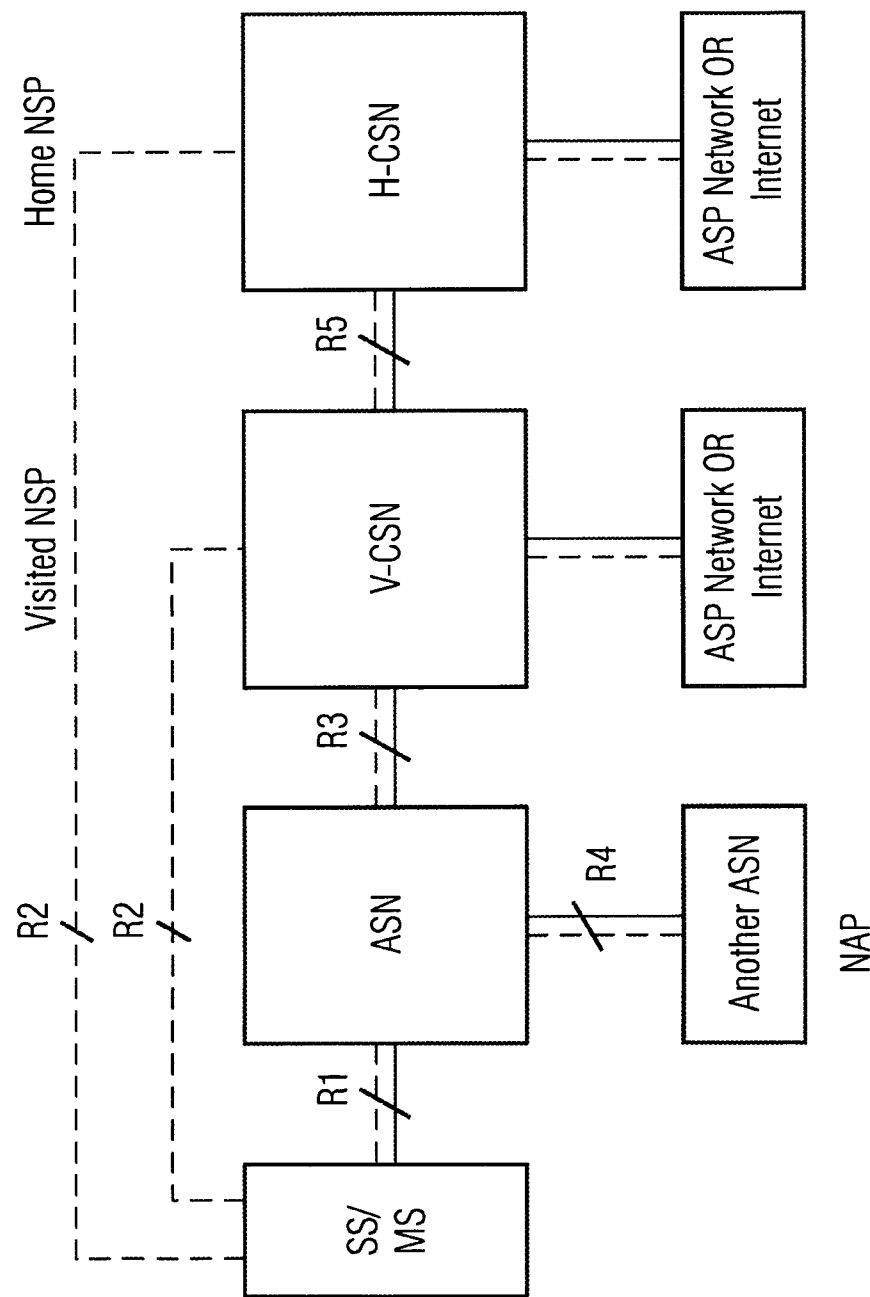 Visited NSP
Home NSP
R2
R2
SS/
MS
R1
ASN
R3
V-CSN
R5
H-CSN
R4
Another ASN
ASP Network OR
Internet
ASP Network OR
Internet
NAP